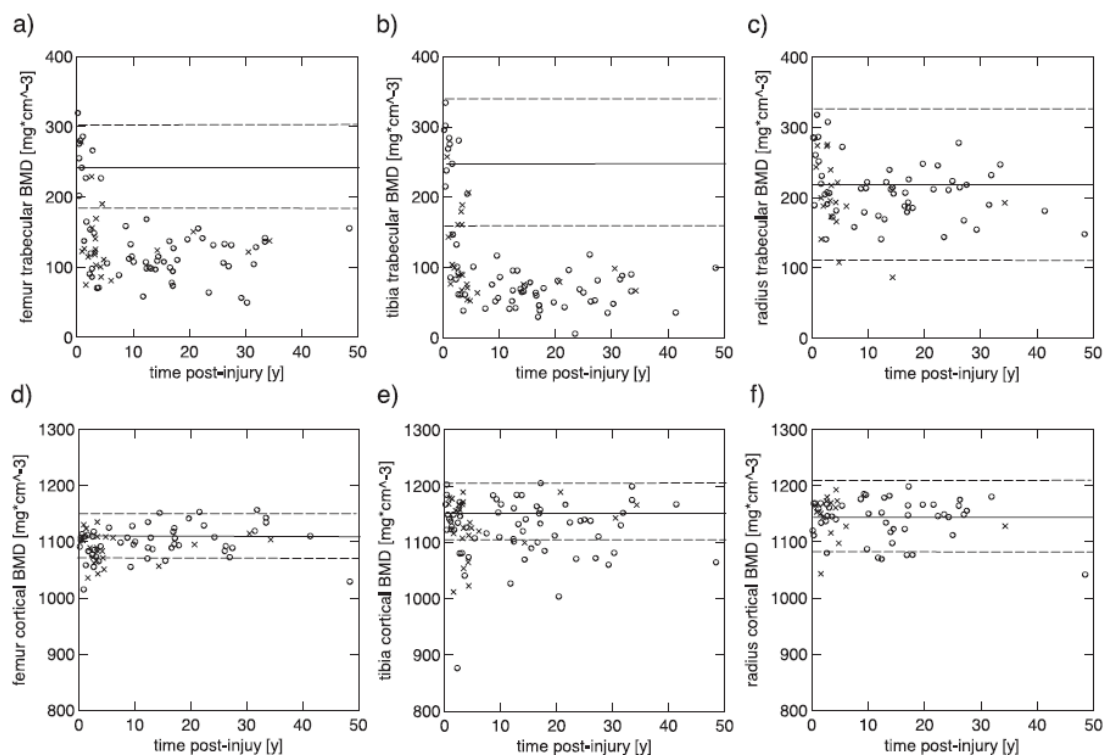 a)
femur trabecular BMD [mg*cm^-3]
400
300
200
100
0
0 10 20 30 40 50
time post-injury [y]
b)
tibia trabecular BMD [mg*cm^-3]
400
300
200
100
0
0 10 20 30 40 50
time post-injury [y]
c)
radius trabecular BMD [mg*cm^-3]
400
300
200
100
0
0 10 20 30 40 50
time post-injury [y]
d)
femur cortical BMD [mg*cm^-3]
1300
1200
1100
1000
900
800
0 10 20 30 40 50
time post-injuy [y]
e)
tibia cortical BMD [mg*cm^-3]
1300
1200
1100
1000
900
800
0 10 20 30 40 50
time post-injury [y]
f)
radius cortical BMD [mg*cm^-3]
1300
1200
1100
1000
900
800
0 10 20 30 40 50
time post-injury [y]